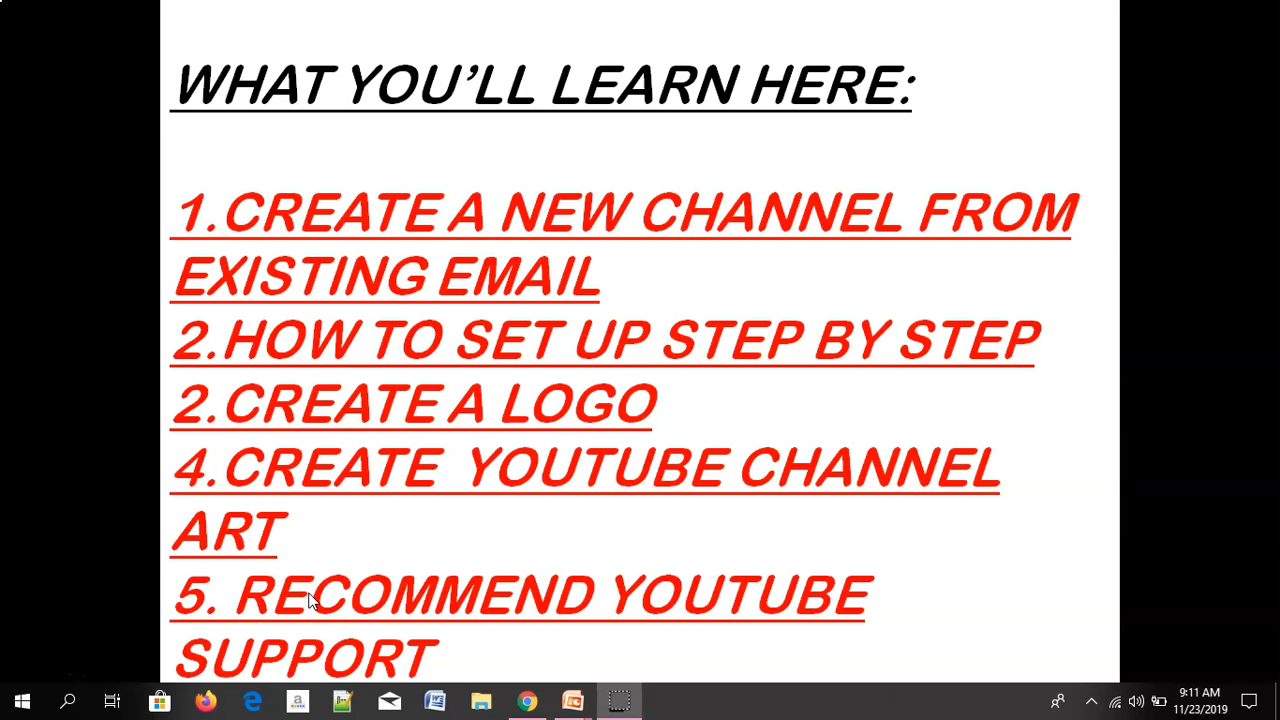 WHAT YOU'LL LEARN HERE:
1.CREATE A NEW CHANNEL FROM
EXISTING EMAIL
2.HOW TO SET UP STEP BY STEP
2.CREATE A LOGO
4.CREATE YOUTUBE CHANNEL
ART
5. RECOMMEND YOUTUBE
SUPPORT
9:11 AM
11/23/2019